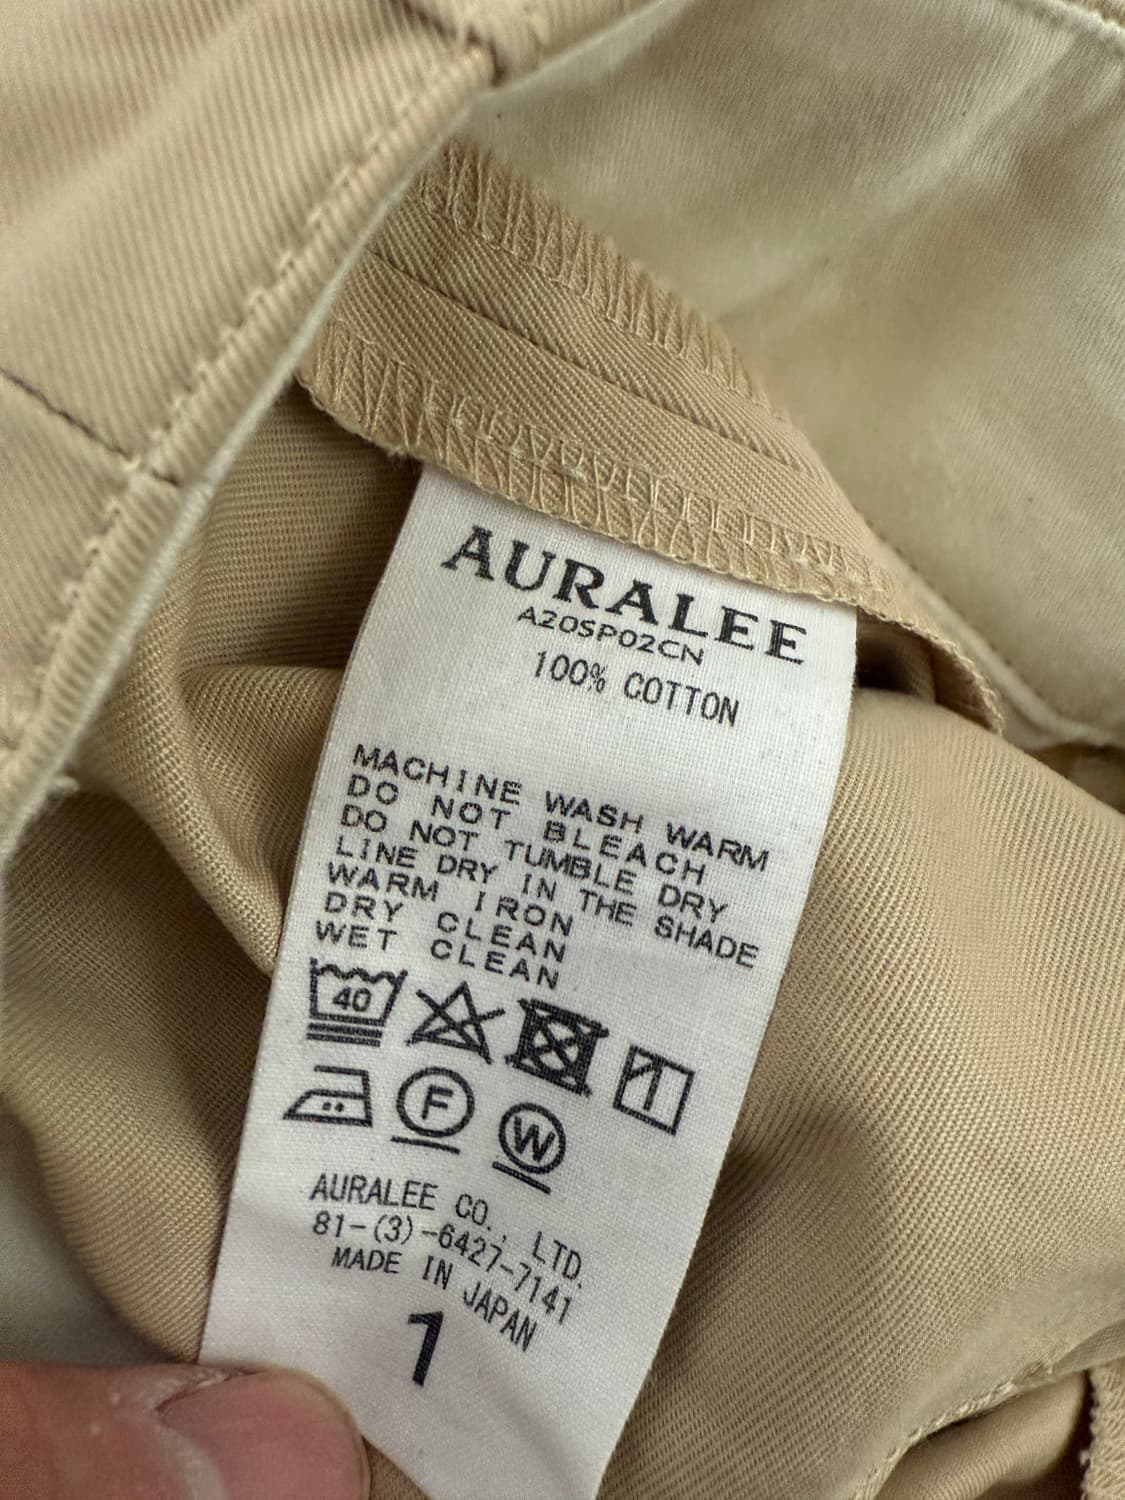 AURALEE
A20SP02CN
100% COTTON
MACHINE WASH WARM
DO NOT BLEACH
DO NOT TUMBLE DRY
LINE DRY IN THE SHADE
WARM IRON
DRY CLEAN
WET CLEAN
40
F
W
AURALEE CO., LTD.
81-(3)-6427-7141
MADE IN JAPAN
1